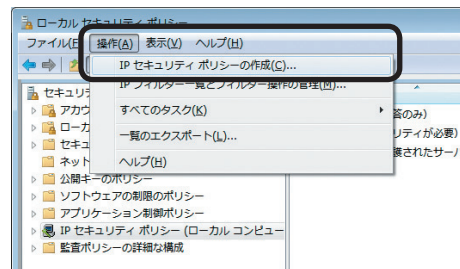 ローカル セキュリティ ポリシー
ファイル(F) 操作(A) 表示(V) ヘルプ(H)
IP セキュリティ ポリシーの作成(C)...
IP フィルター一覧とフィルター操作の管理(M)...
すべてのタスク(K)
一覧のエクスポート(L)...
ヘルプ(H)
セキュリ
アカウ
ローカ
セキュ
ネット
公開キーのポリシー
ソフトウェアの制限のポリシー
アプリケーション制御ポリシー
IP セキュリティ ポリシー (ローカル コンピュー
監査ポリシーの詳細な構成
答のみ)
リティが必要)
護されたサー